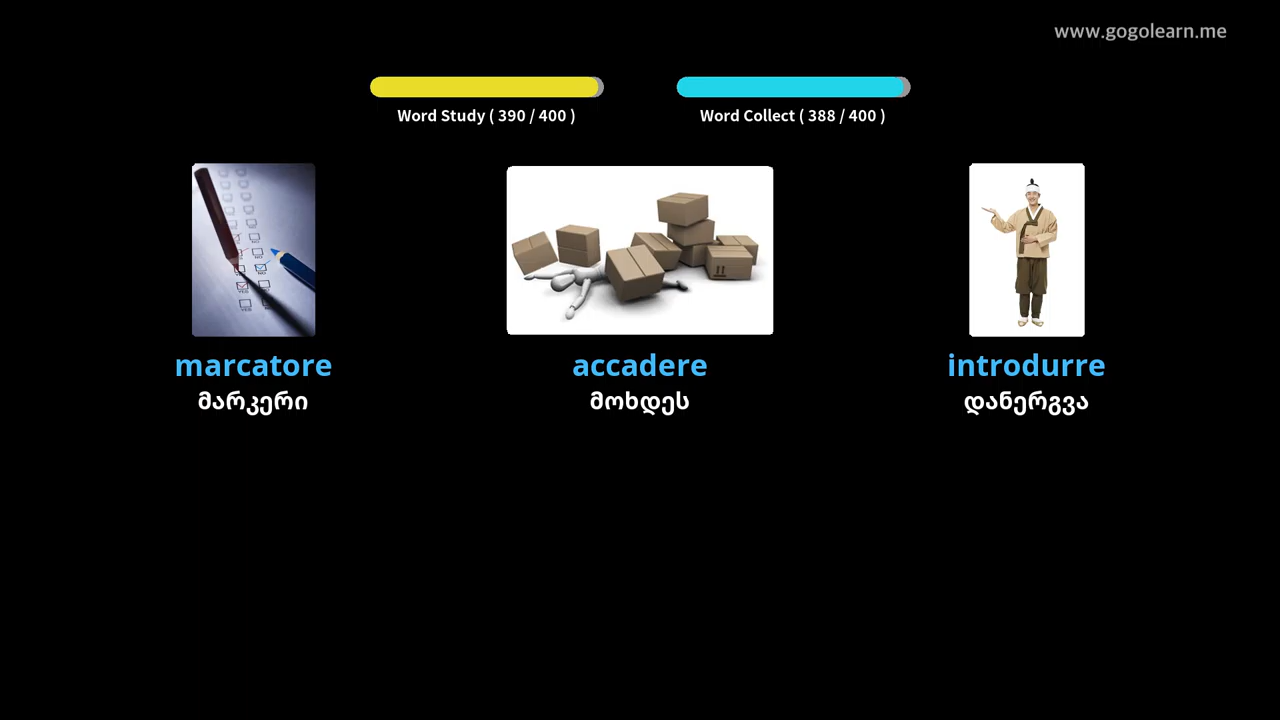 www.gogolearn.me
Word Study ( 390 / 400 )
Word Collect ( 388 / 400 )
marcatore
accadere
introdurre
მარკერი
მოხდეს
დანერგვა